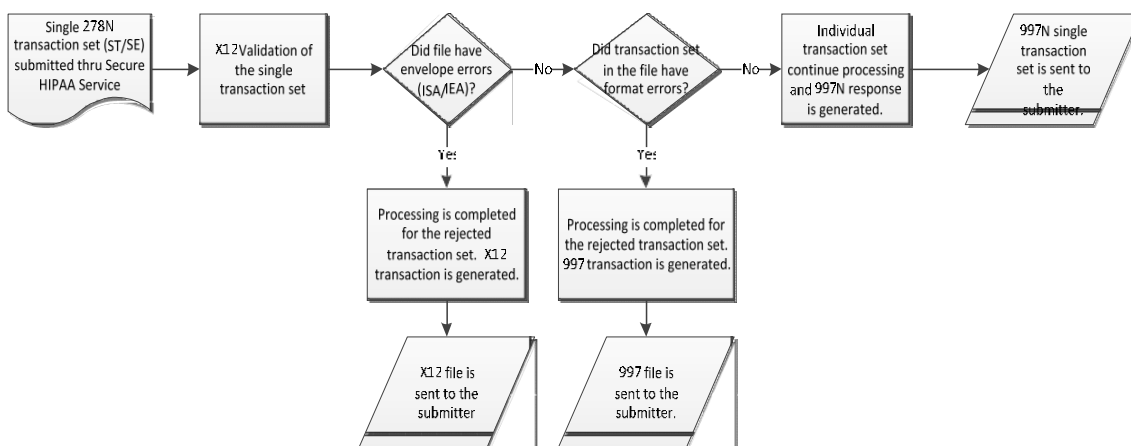 Single 278N
transaction set (ST/SE)
submitted thru Secure
HIPAA Service
X12Validation of
the single
transaction set
Did file have
envelope errors
(ISA/IEA)?
No
Did transaction set
in the file have
format errors?
No
Individual
transaction set
continue processing
and 997N response
is generated.
997N single
transaction
set is sent to
the
submitter.
Yes
Yes
Processing is completed
for the rejected
transaction set. X12
transaction is generated.
Processing is completed for
the rejected transaction set.
997 transaction is generated.
X12 file is
sent to the
submitter
997 file is
sent to the
submitter.